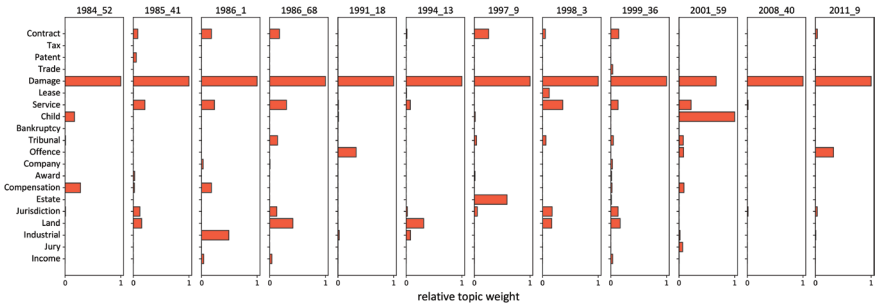 1984_52 1985_41 1986_1 1986_68 1991_18 1994_13 1997_9 1998_3 1999_36 2001_59 2008_40 2011_9
Contract
Tax
Patent
Trade
Damage
Lease
Service
Child
Bankruptcy
Tribunal
Offence
Company
Award
Compensation
Estate
Jurisdiction
Land
Industrial
Jury
Income
0 1 0 1 0 1 0 1 0 1 0 1 0 1 0 1 0 1 0 1 0 1 0 1
relative topic weight